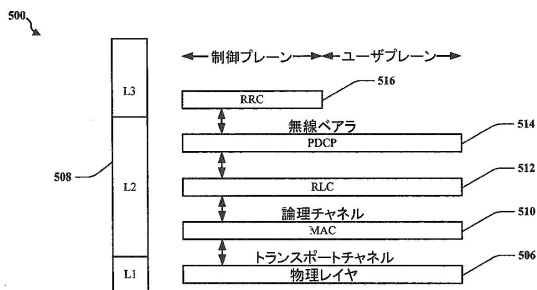 500
制御プレーン
ユーザプレーン
516
L3
RRC
無線ベアラ
514
PDCP
508
512
L2
RLC
論理チャネル
510
MAC
トランスポートチャネル
506
L1
物理レイヤ